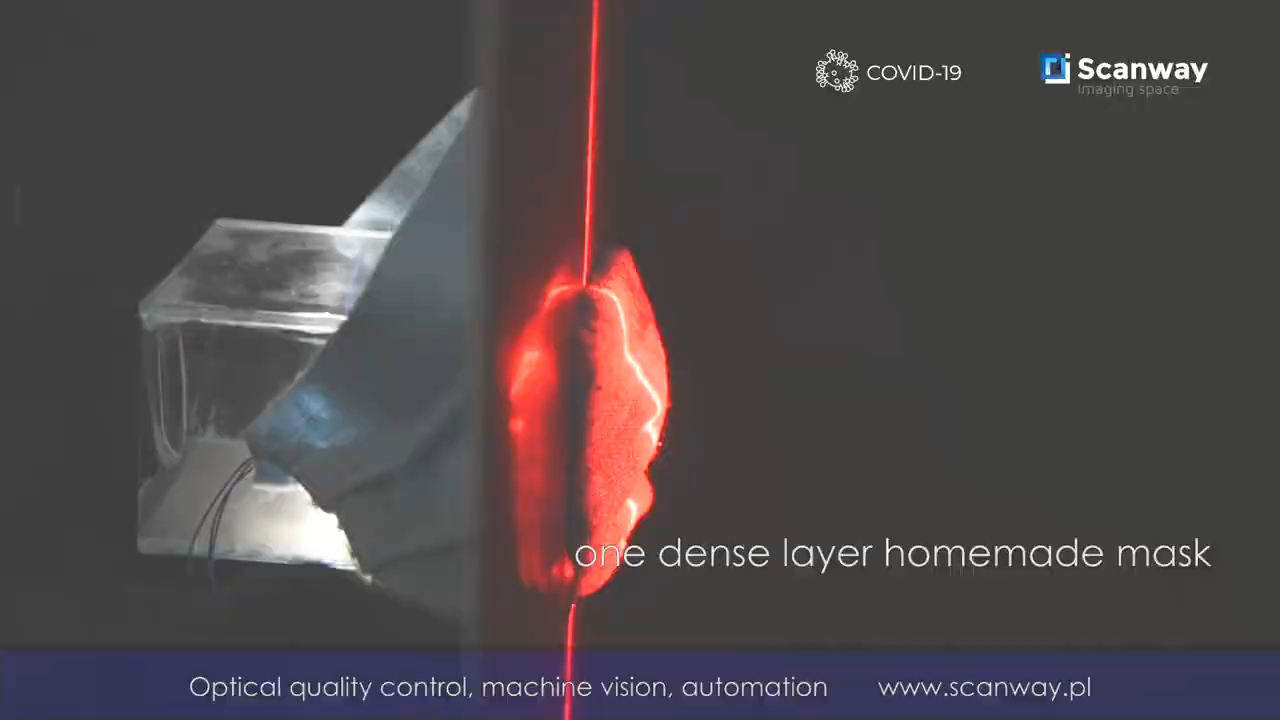 COVID-19
Scanway
imaging space
one dense layer homemade mask
Optical quality control, machine vision, automation www.scanway.pl